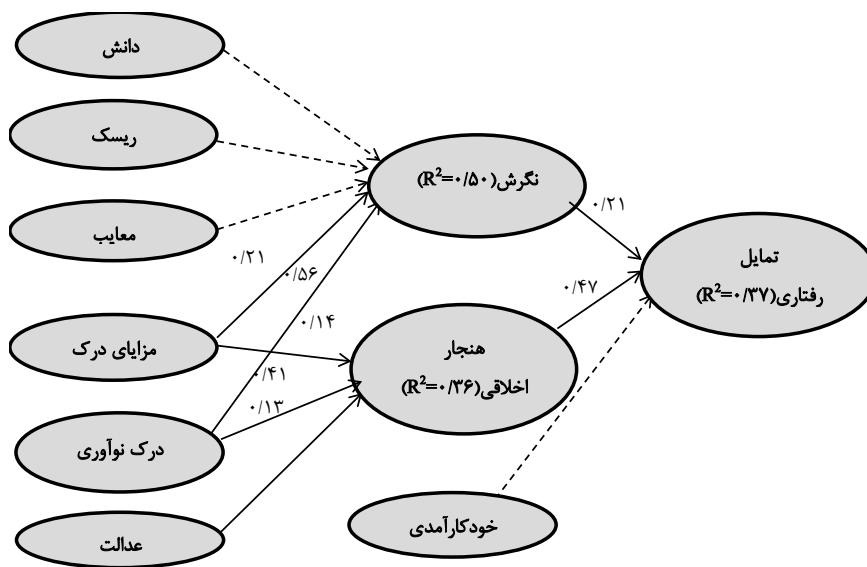 دانش
ریسک
معایب
مزایای درک
درک نوآوری
عدالت
نگرش(R²=۰/۵۰)
هنجار
اخلاقی(R²=۰/۳۶)
خودکارآمدی
تمایل
رفتاری(R²=۰/۳۷)
۰/۲۱
۰/۵۶
۰/۱۴
۰/۴۱
۰/۱۳
۰/۲۱
۰/۴۷